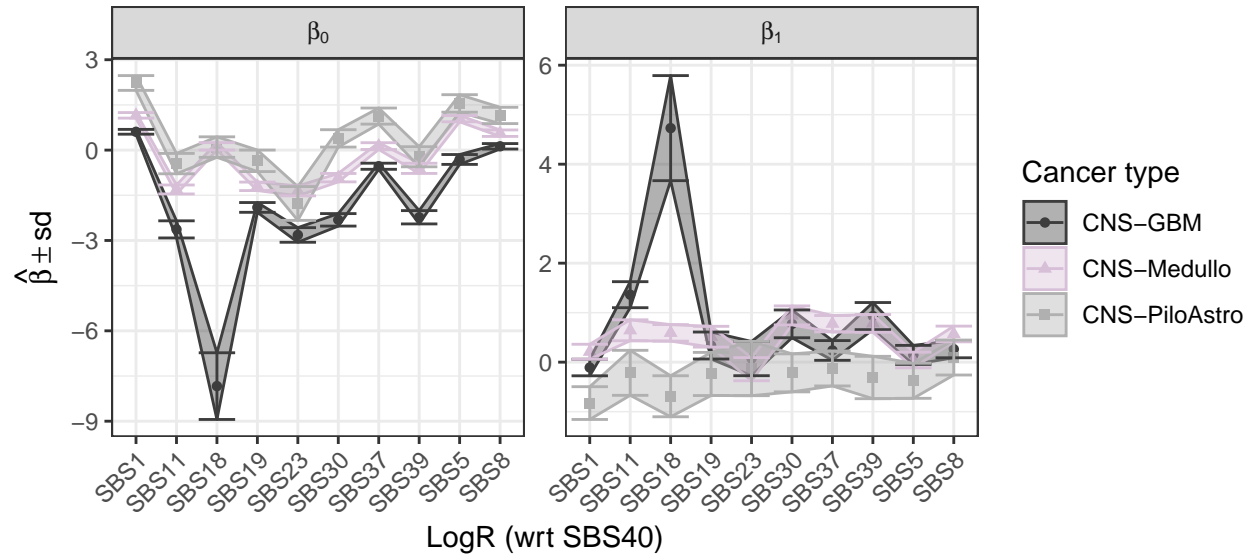 β₀
β₁
3
0
−3
−6
−9
6
4
2
0
β̂ ± sd
SBS1
SBS11
SBS18
SBS19
SBS23
SBS30
SBS37
SBS39
SBS5
SBS8
SBS1
SBS11
SBS18
SBS19
SBS23
SBS30
SBS37
SBS39
SBS5
SBS8
LogR (wrt SBS40)
Cancer type
CNS−GBM
CNS−Medullo
CNS−PiloAstro